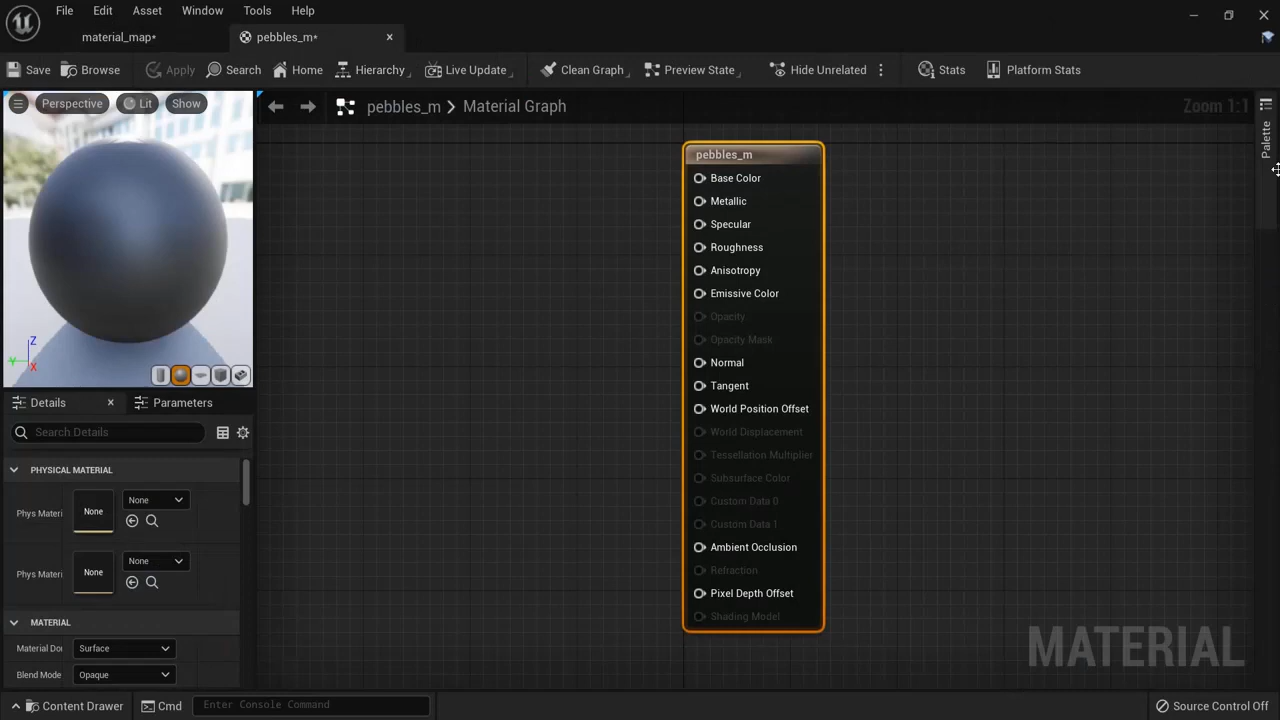 File Edit Asset Window Tools Help
material_map* pebbles_m*
Save Browse Apply Search Home Hierarchy Live Update Clean Graph Preview State Hide Unrelated Stats Platform Stats
Perspective Lit Show
pebbles_m Material Graph Zoom 1:1
Palette
pebbles_m
Base Color
Metallic
Specular
Roughness
Anisotropy
Emissive Color
Opacity
Opacity Mask
Normal
Tangent
World Position Offset
World Displacement
Tessellation Multiplier
Subsurface Color
Custom Data 0
Custom Data 1
Ambient Occlusion
Refraction
Pixel Depth Offset
Shading Model
Z
Y
X
Details Parameters
Search Details
PHYSICAL MATERIAL
Phys Materi None None
Phys Materi None None
MATERIAL
Material Do Surface
Blend Mode Opaque
MATERIAL
Content Drawer Cmd Enter Console Command Source Control Off